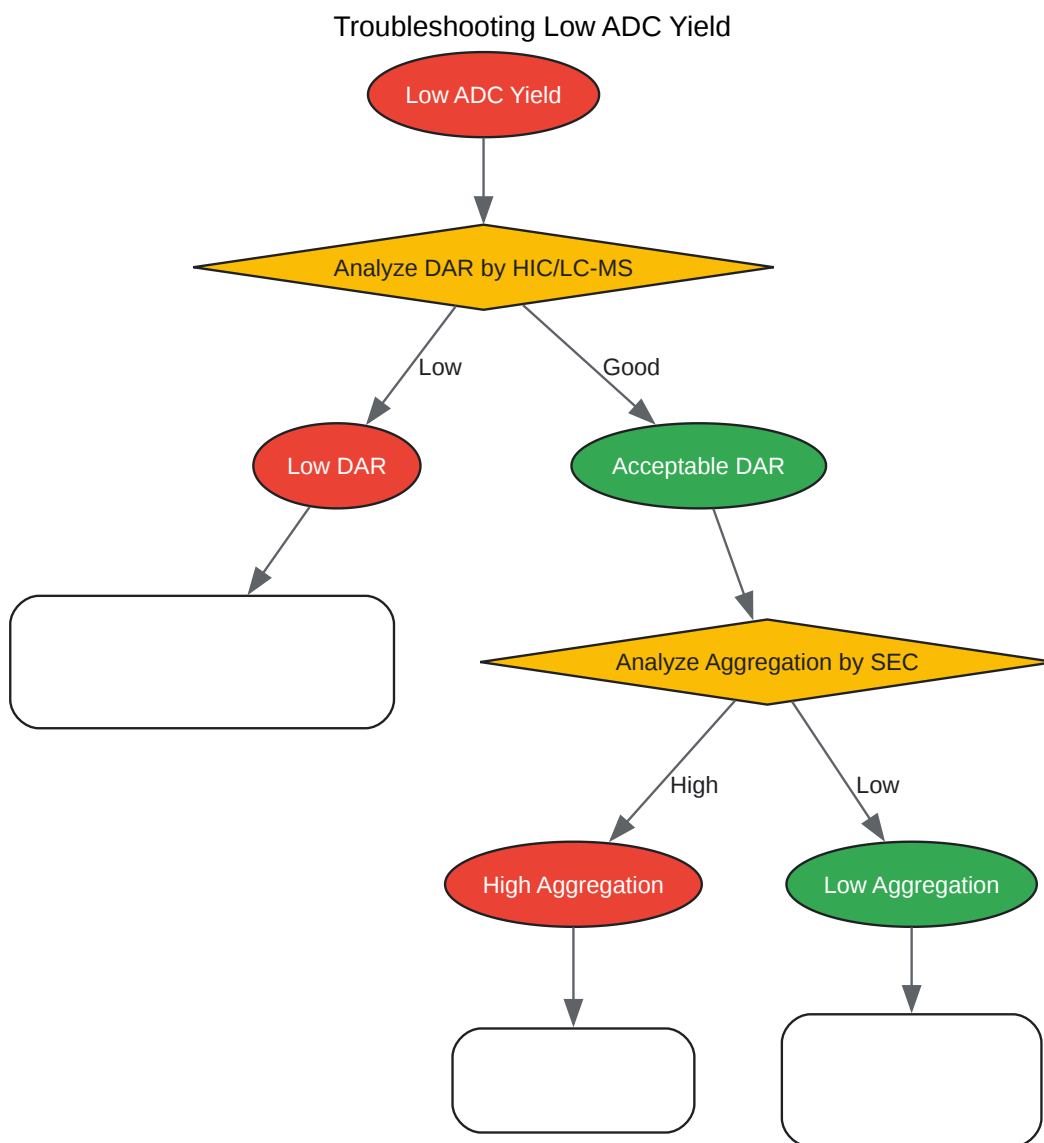 Troubleshooting Low ADC Yield
Low ADC Yield
Analyze DAR by HIC/LC-MS
Low
Good
Low DAR
Acceptable DAR
Analyze Aggregation by SEC
High
Low
High Aggregation
Low Aggregation